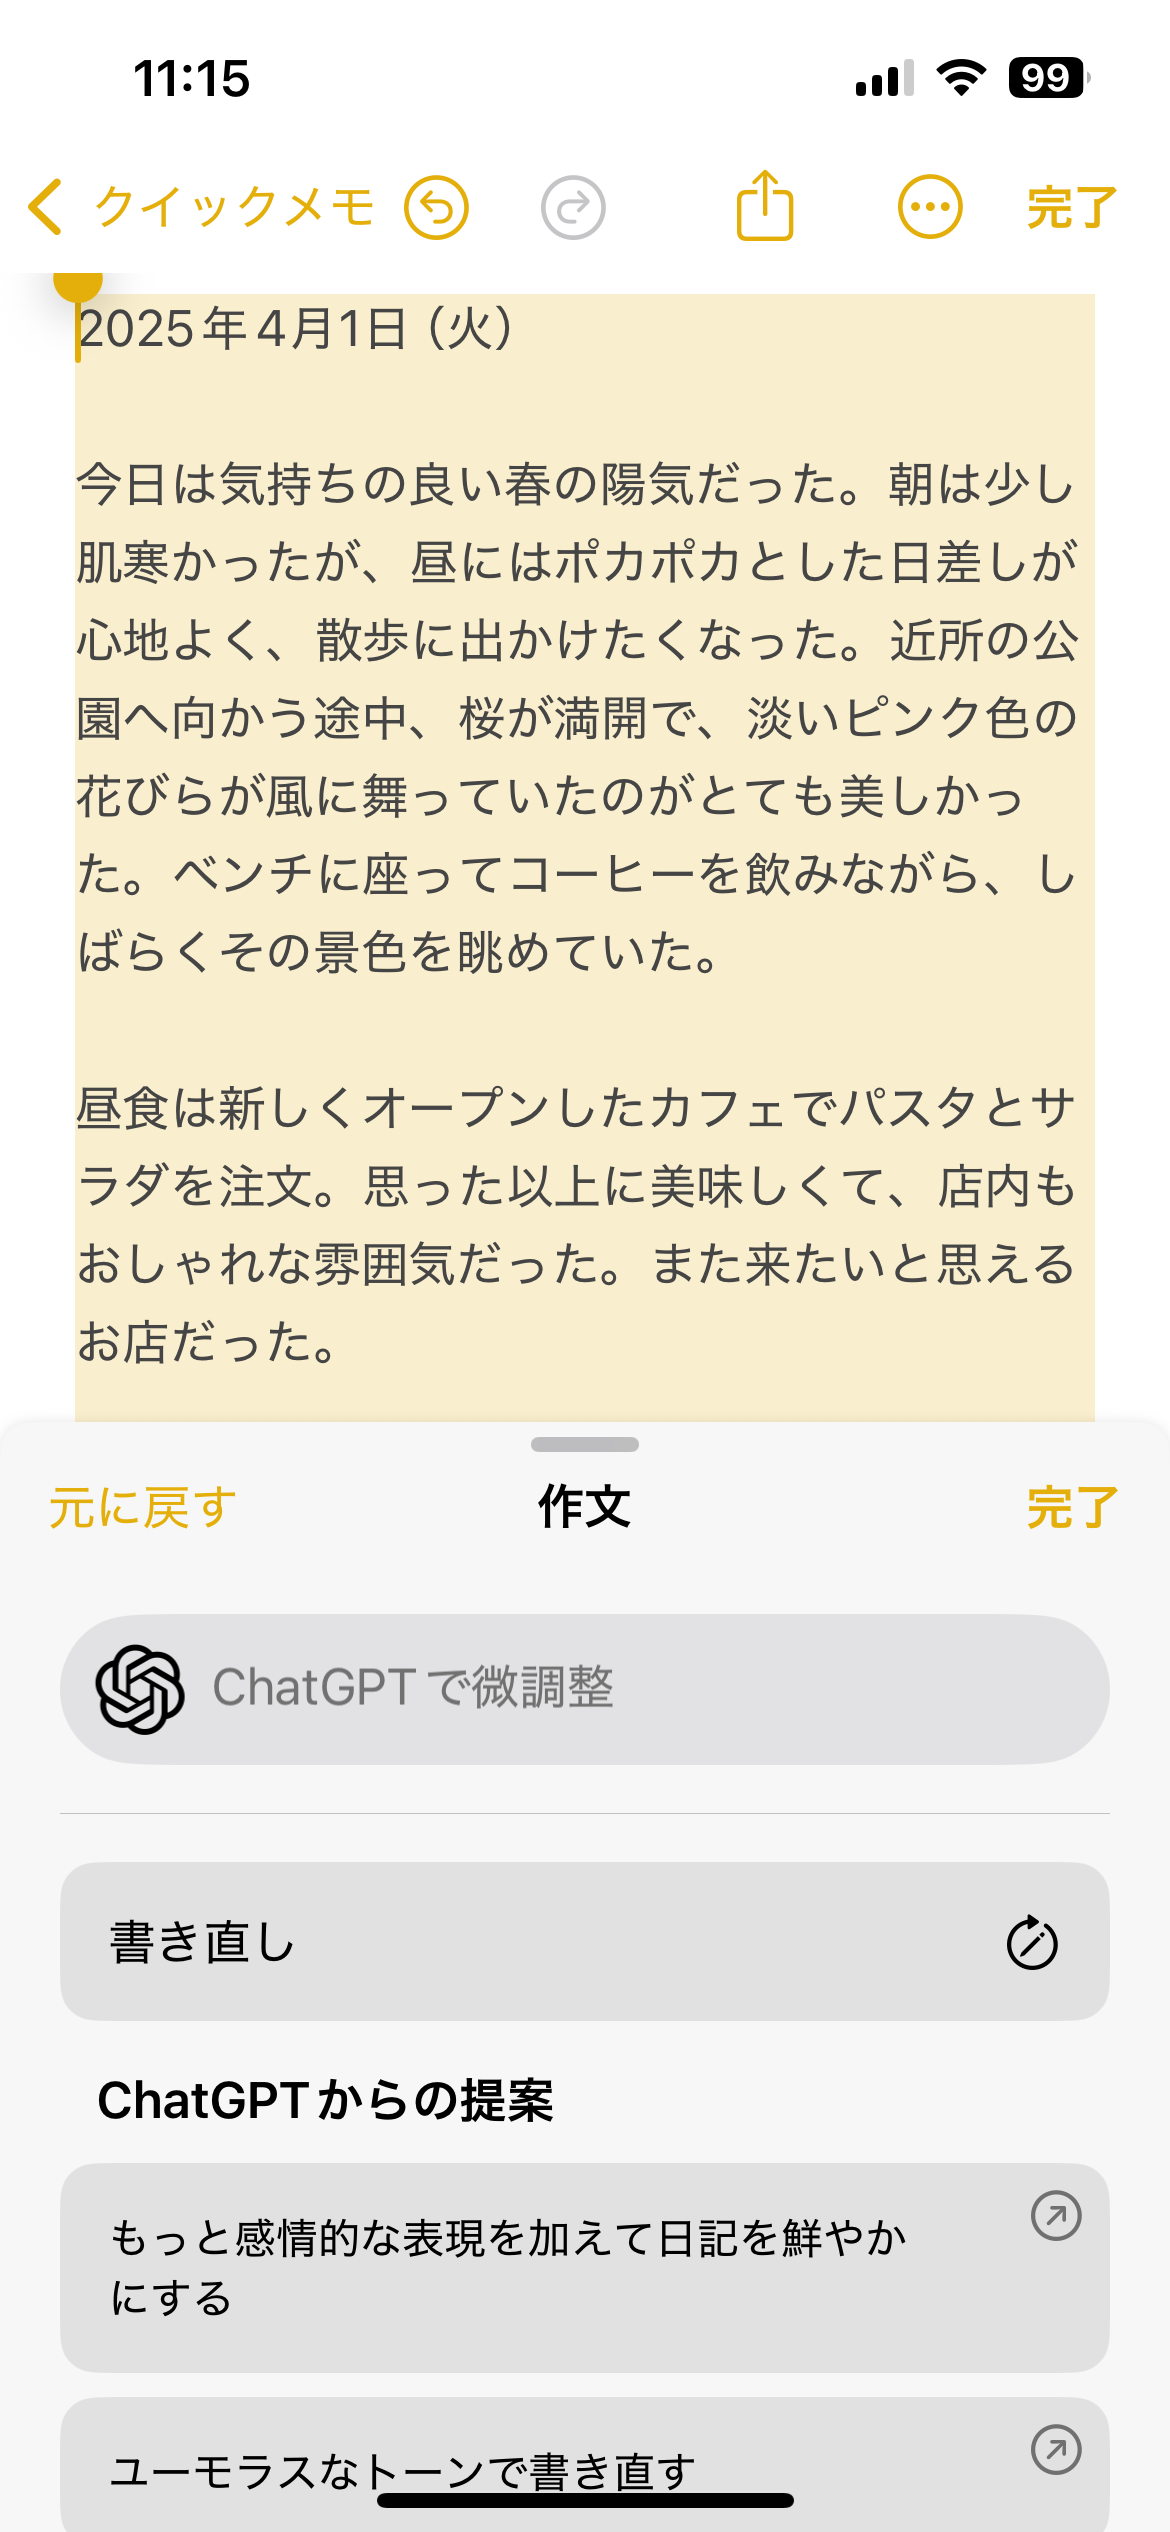 11:15
99
クイックメモ
完了
2025年4月1日（火）
今日は気持ちの良い春の陽気だった。朝は少し
肌寒かったが、昼にはポカポカとした日差しが
心地よく、散歩に出かけたくなった。近所の公
園へ向かう途中、桜が満開で、淡いピンク色の
花びらが風に舞っていたのがとても美しかっ
た。ベンチに座ってコーヒーを飲みながら、し
ばらくその景色を眺めていた。
昼食は新しくオープンしたカフェでパスタとサ
ラダを注文。思った以上に美味しくて、店内も
おしゃれな雰囲気だった。また来たいと思える
お店だった。
元に戻す
作文
完了
ChatGPTで微調整
書き直し
ChatGPTからの提案
もっと感情的な表現を加えて日記を鮮やか
にする
ユーモラスなトーンで書き直す